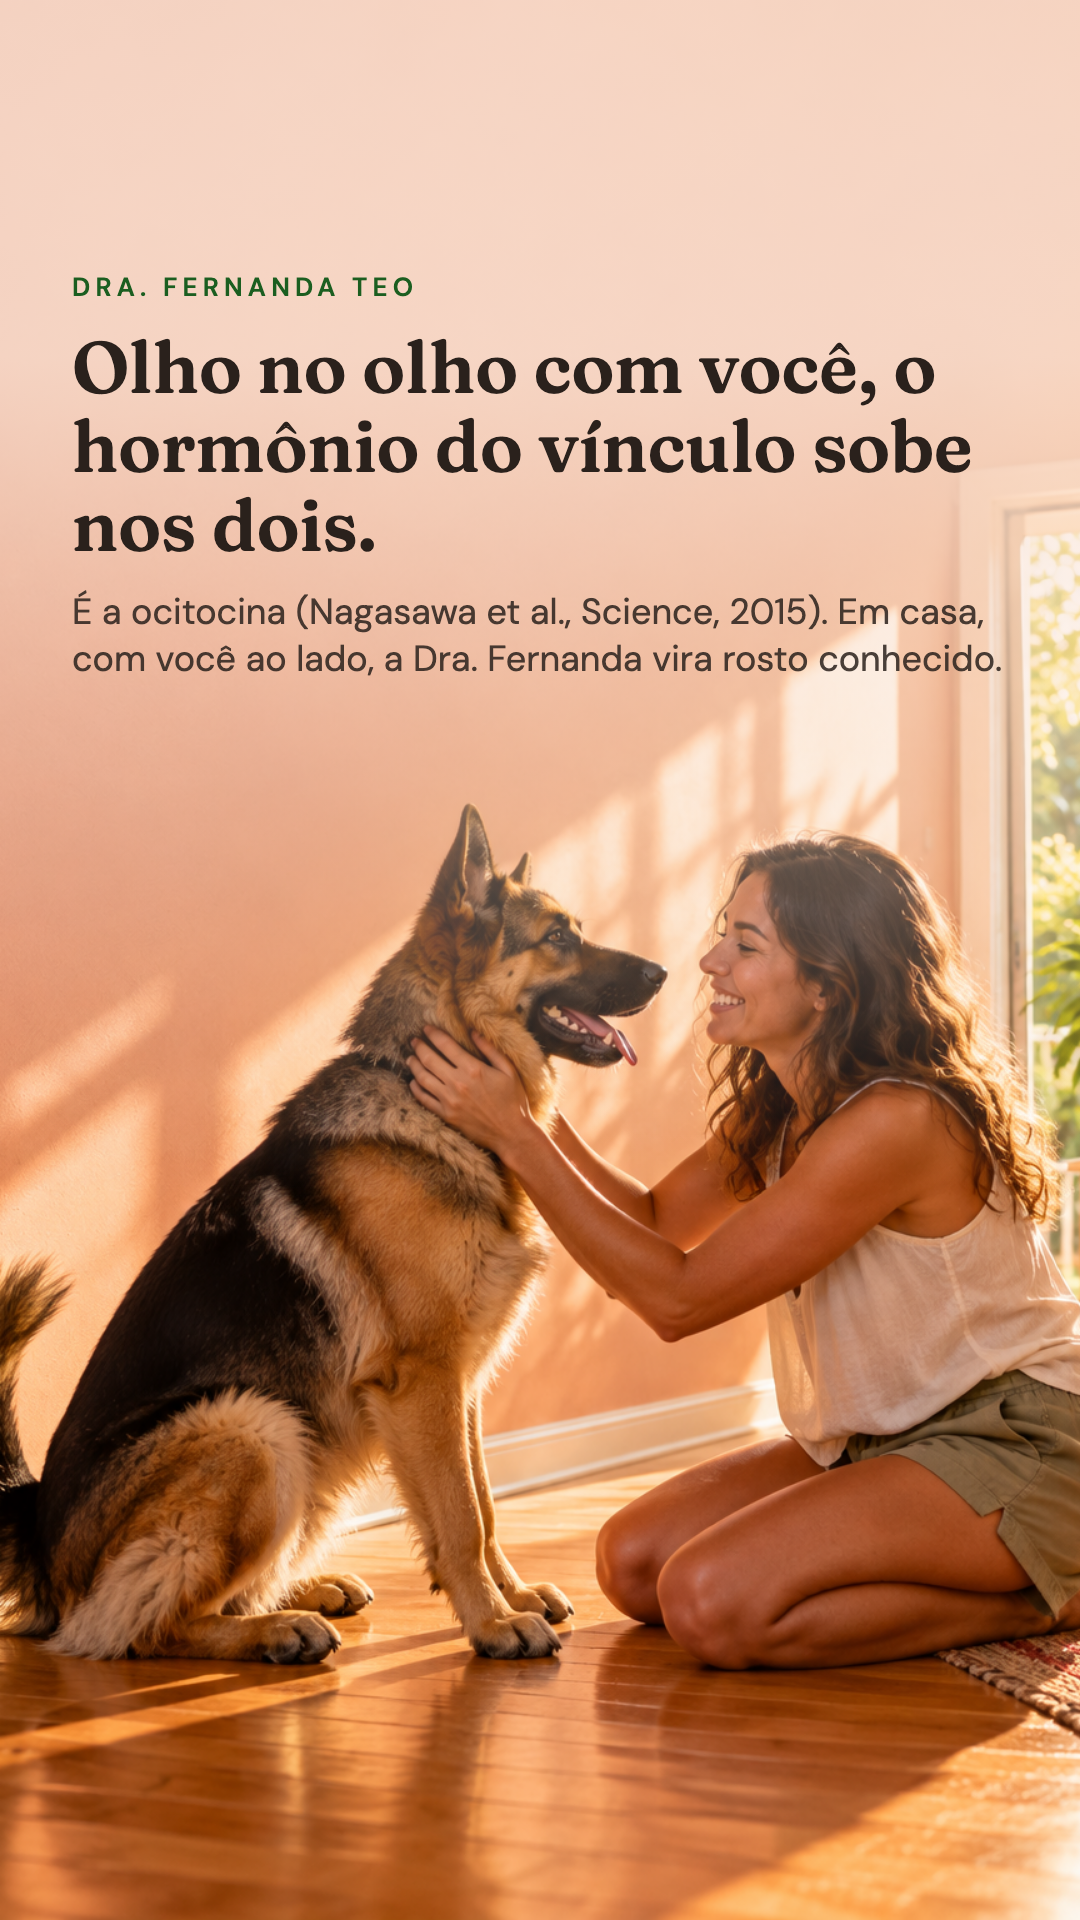 DRA. FERNANDA TEO
Olho no olho com você, o
hormônio do vínculo sobe
nos dois.
É a ocitocina (Nagasawa et al., Science, 2015). Em casa,
com você ao lado, a Dra. Fernanda vira rosto conhecido.